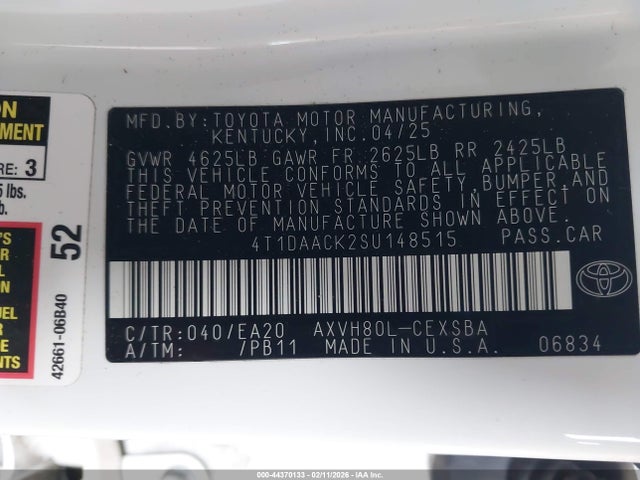 ON
EMENT
RE: 3
5 lbs.
b.
'S
R
O
S
S
UEL
R
O
52
42661-06B40
MFD.BY: TOYOTA MOTOR MANUFACTURING,
KENTUCKY, INC. 04/25
GVWR 4625LB GAWR FR 2625LB RR 2425LB
THIS VEHICLE CONFORMS TO ALL APPLICABLE
FEDERAL MOTOR VEHICLE SAFETY, BUMPER, AND
THEFT PREVENTION STANDARDS IN EFFECT ON
THE DATE OF MANUFACTURE SHOWN ABOVE.
4T1DAACK2SU148515 PASS.CAR
C/TR: 040/EA20 AXVH80L-CEXSBA
A/TM: /PB11 MADE IN U.S.A. 06834
000-44370133 - 02/11/2026 - IAA Inc.